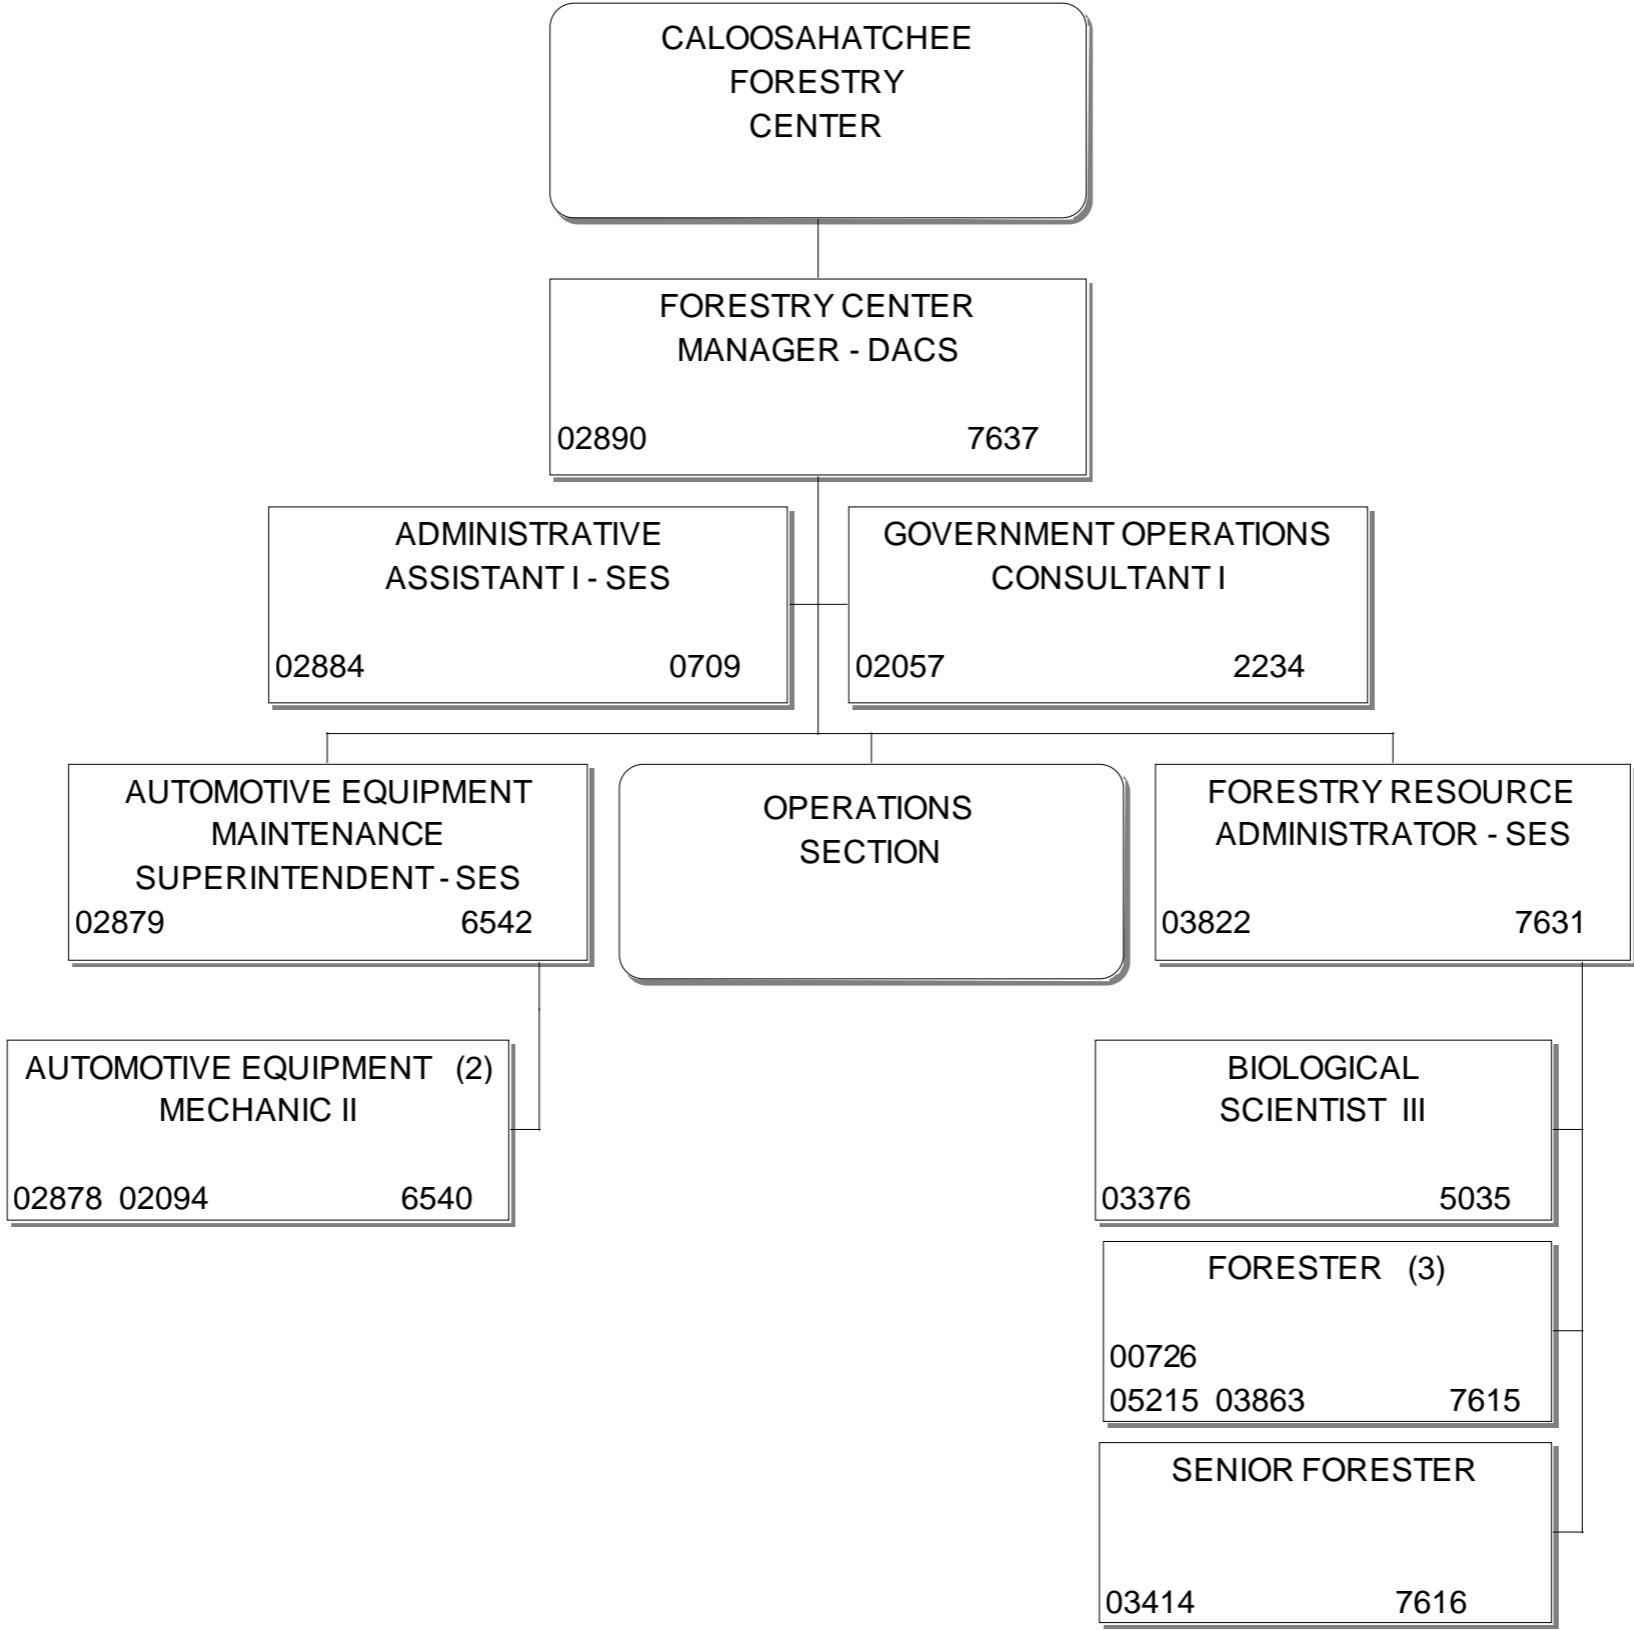 CALOOSAHATCHEE
FORESTRY
CENTER
FORESTRY CENTER
MANAGER - DACS
02890 7637
ADMINISTRATIVE
ASSISTANT I - SES
02884 0709
GOVERNMENT OPERATIONS
CONSULTANT I
02057 2234
AUTOMOTIVE EQUIPMENT
MAINTENANCE
SUPERINTENDENT - SES
02879 6542
OPERATIONS
SECTION
FORESTRY RESOURCE
ADMINISTRATOR - SES
03822 7631
AUTOMOTIVE EQUIPMENT (2)
MECHANIC II
02878 02094 6540
BIOLOGICAL
SCIENTIST III
03376 5035
FORESTER (3)
00726
05215 03863 7615
SENIOR FORESTER
03414 7616